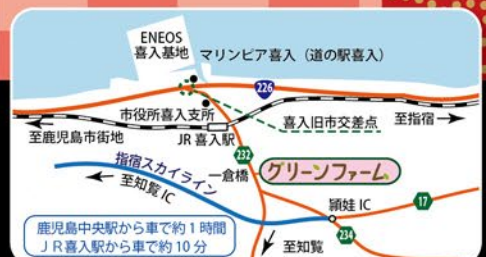 ENEOS
喜入基地
マリンピア喜入（道の駅喜入）
226
市役所喜入支所
喜入旧市交差点
至指宿
至鹿児島市街地
JR 喜入駅
232
指宿スカイライン
一倉橋
グリーンファーム
至知覧 IC
頴娃 IC
17
鹿児島中央駅から車で約１時間
ＪＲ喜入駅から車で約 10 分
至知覧
234